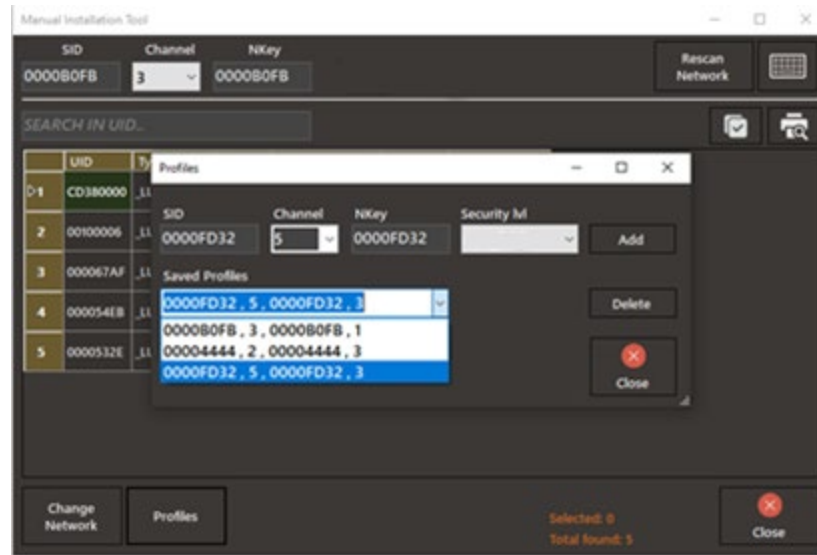 Manual Installation Tool
SID Channel NKey
0000B0FB 3 0000B0FB
Rescan
Network
SEARCH IN UID...
UID
1 CD380000
2 00100006
3 000067AF
4 000054EB
5 0000532E
Profiles
SID Channel NKey Security lvl
0000FD32 5 0000FD32
Add
Saved Profiles
0000FD32 , 5 , 0000FD32 , 3
Delete
0000B0FB , 3 , 0000B0FB , 1
00004444 , 2 , 00004444 , 3
0000FD32 , 5 , 0000FD32 , 3
Close
Change
Network
Profiles
Selected: 0
Total found: 5
Close